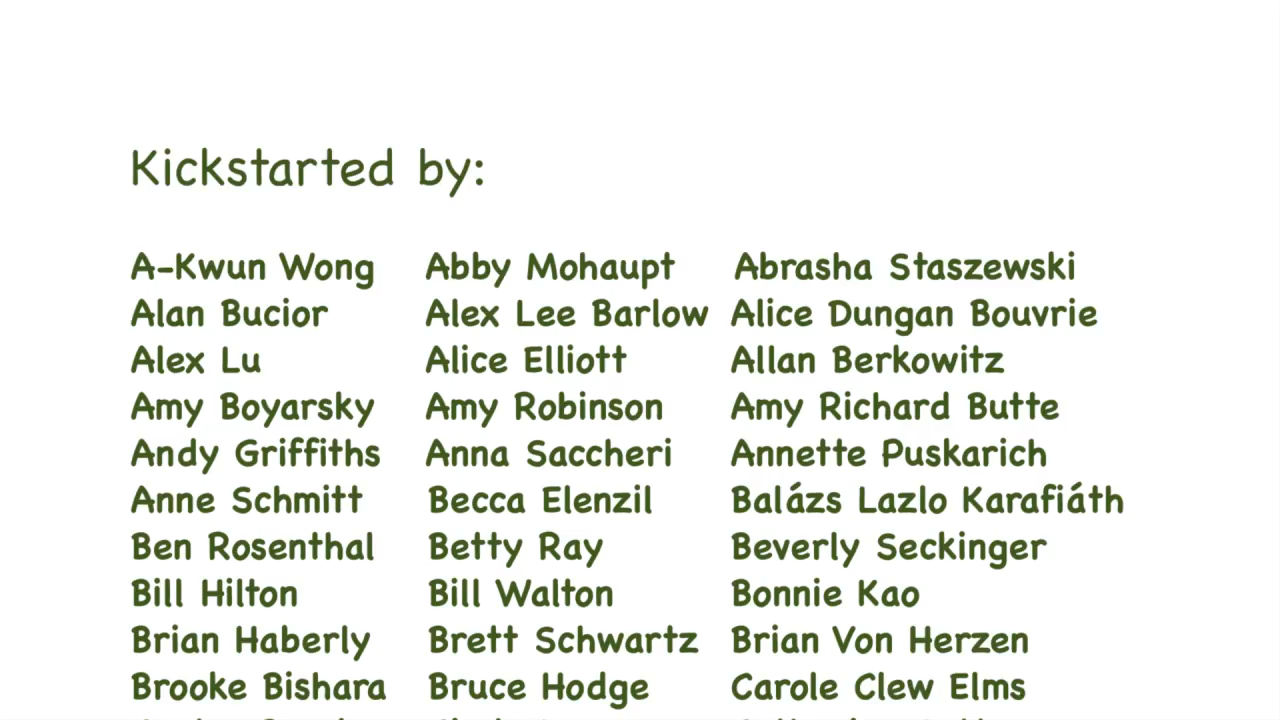 Kickstarted by:
A-Kwun Wong Abby Mohaupt Abrasha Staszewski
Alan Bucior Alex Lee Barlow Alice Dungan Bouvrie
Alex Lu Alice Elliott Allan Berkowitz
Amy Boyarsky Amy Robinson Amy Richard Butte
Andy Griffiths Anna Saccheri Annette Puskarich
Anne Schmitt Becca Elenzil Balázs Lazlo Karafiáth
Ben Rosenthal Betty Ray Beverly Seckinger
Bill Hilton Bill Walton Bonnie Kao
Brian Haberly Brett Schwartz Brian Von Herzen
Brooke Bishara Bruce Hodge Carole Clew Elms